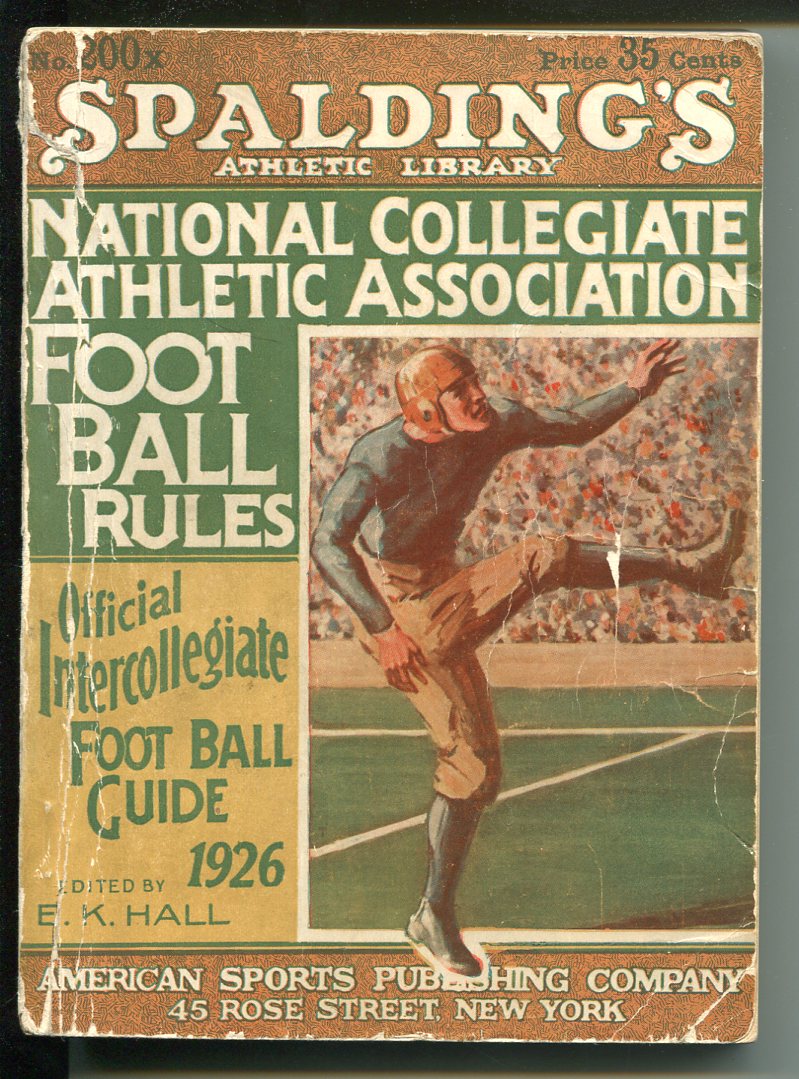 No. 200x Price 35 Cents
SPALDING'S
ATHLETIC LIBRARY
NATIONAL COLLEGIATE
ATHLETIC ASSOCIATION
FOOT
BALL
RULES
Official
Intercollegiate
FOOT BALL
GUIDE
1926
EDITED BY
E. K. HALL
AMERICAN SPORTS PUBLISHING COMPANY
45 ROSE STREET, NEW YORK